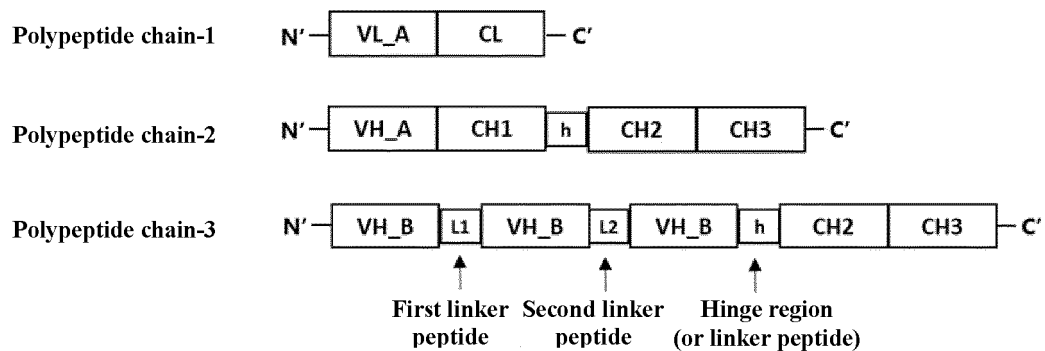 Polypeptide chain-1 N' VL_A CL C'
Polypeptide chain-2 N' VH_A CH1 h CH2 CH3 C'
Polypeptide chain-3 N' VH_B L1 VH_B L2 VH_B h CH2 CH3 C'
First linker peptide
Second linker peptide
Hinge region
(or linker peptide)